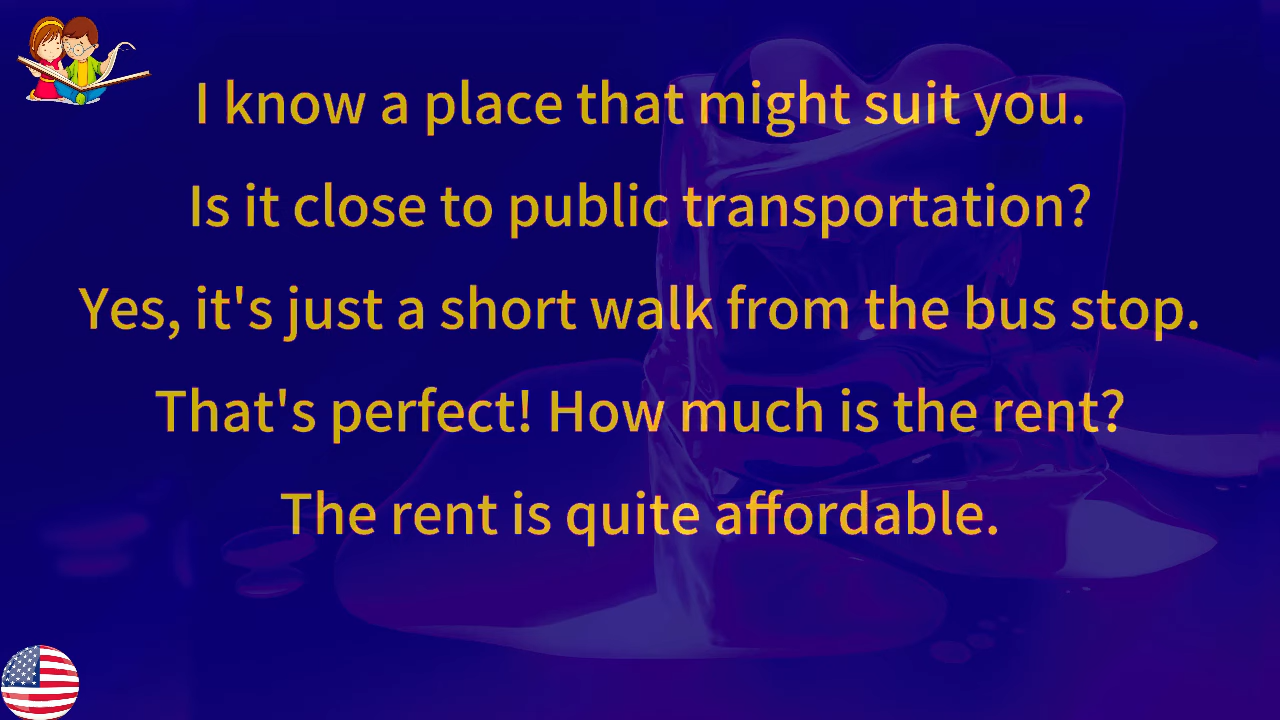 I know a place that might suit you.
Is it close to public transportation?
Yes, it's just a short walk from the bus stop.
That's perfect! How much is the rent?
The rent is quite affordable.